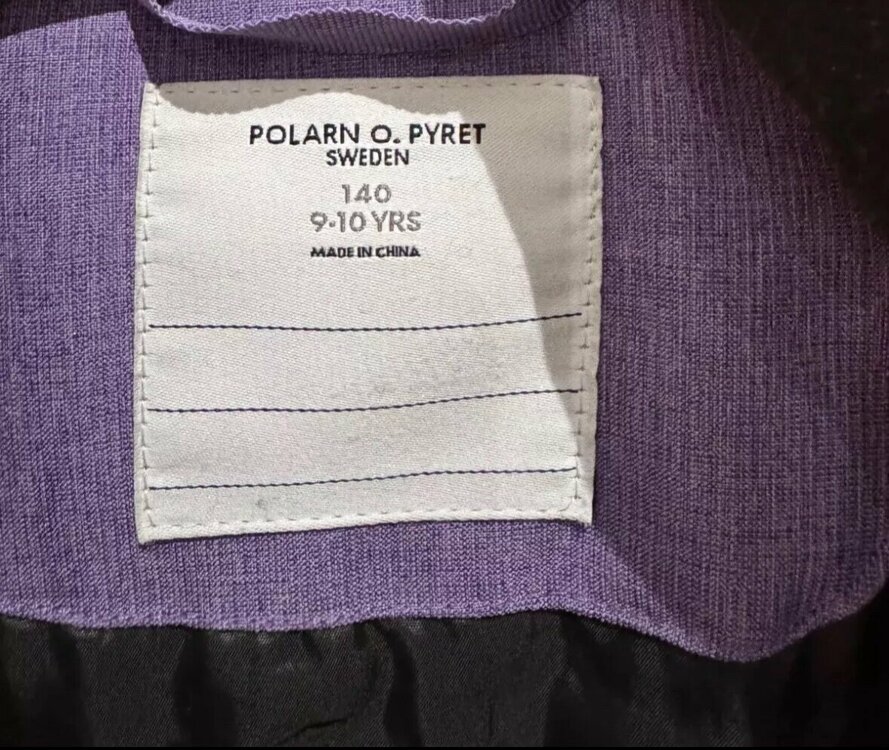 POLARN O. PYRET
SWEDEN
140
9-10 YRS
MADE IN CHINA